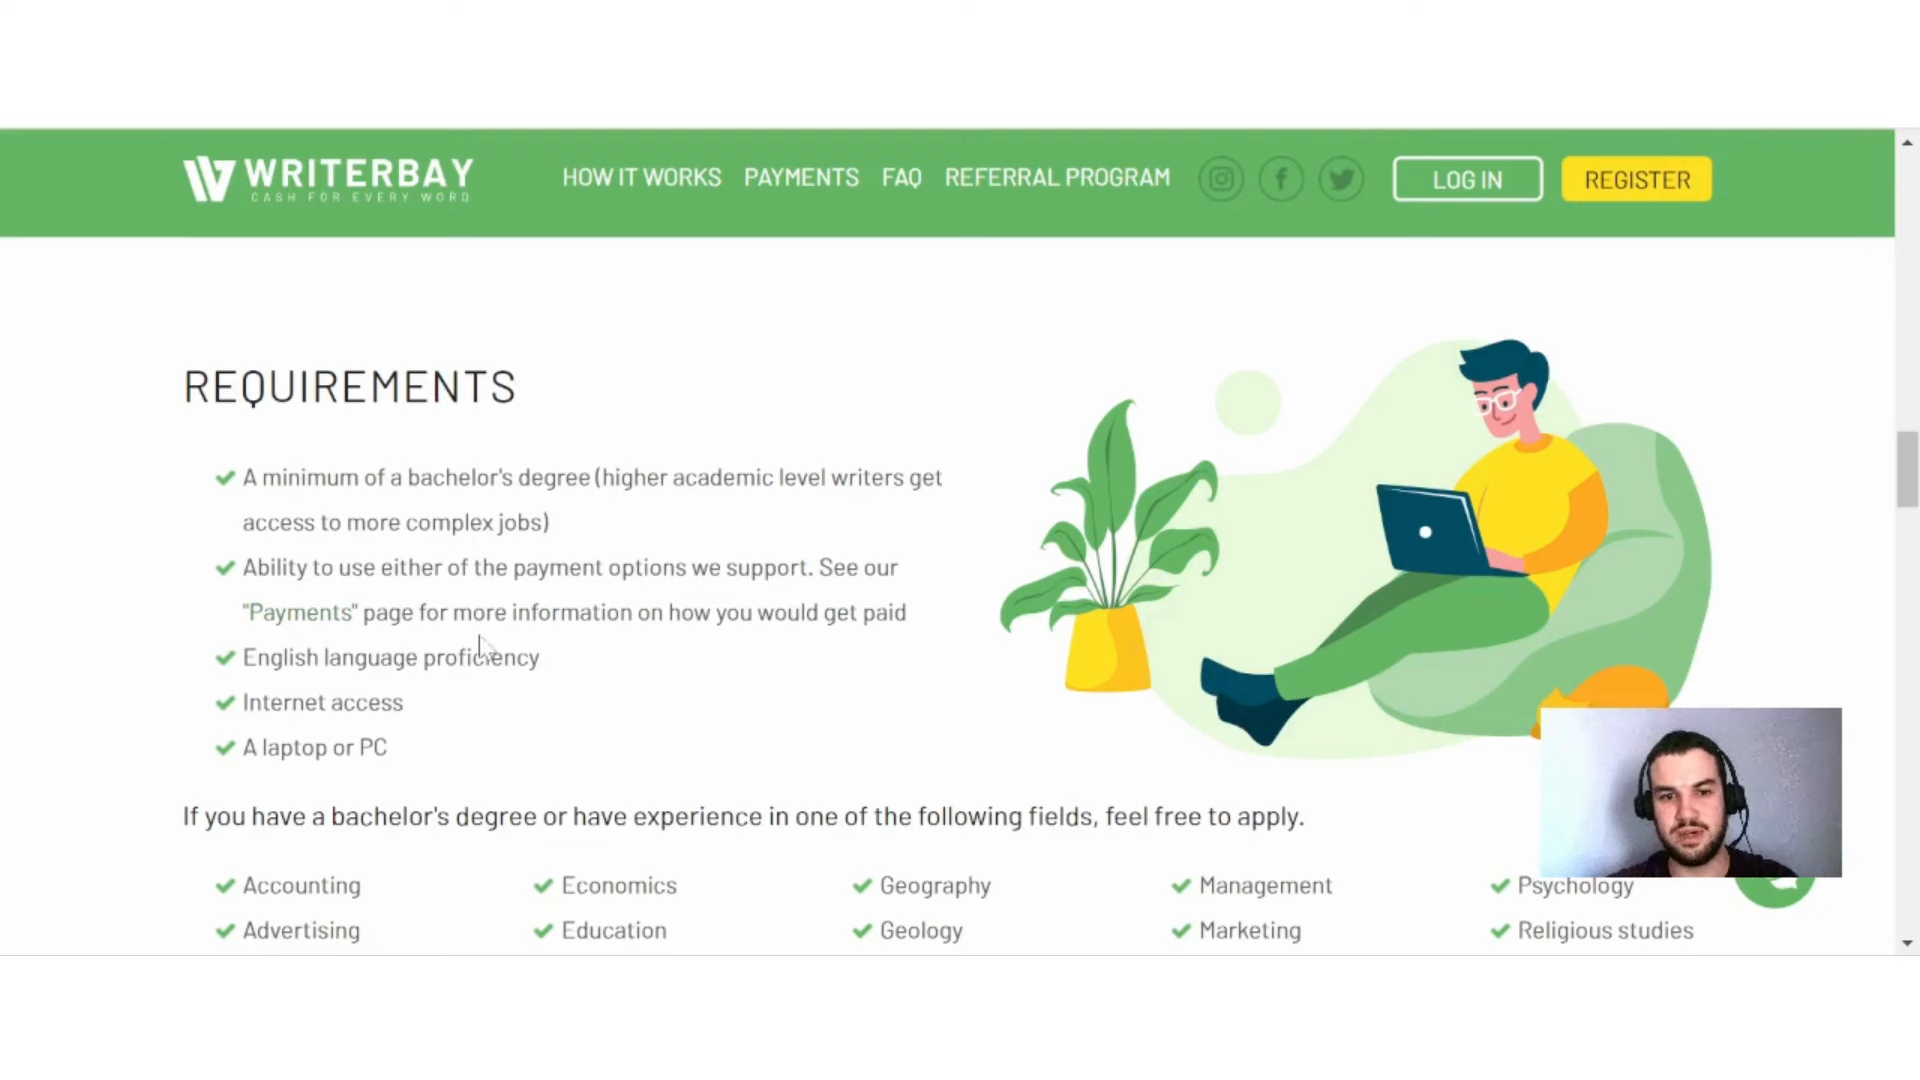 WRITERBAY
CASH FOR EVERY WORD
HOW IT WORKS PAYMENTS FAQ REFERRAL PROGRAM
LOG IN REGISTER
REQUIREMENTS
A minimum of a bachelor's degree (higher academic level writers get
access to more complex jobs)
Ability to use either of the payment options we support. See our
"Payments" page for more information on how you would get paid
English language proficiency
Internet access
A laptop or PC
If you have a bachelor's degree or have experience in one of the following fields, feel free to apply.
Accounting Economics Geography Management Psychology
Advertising Education Geology Marketing Religious studies